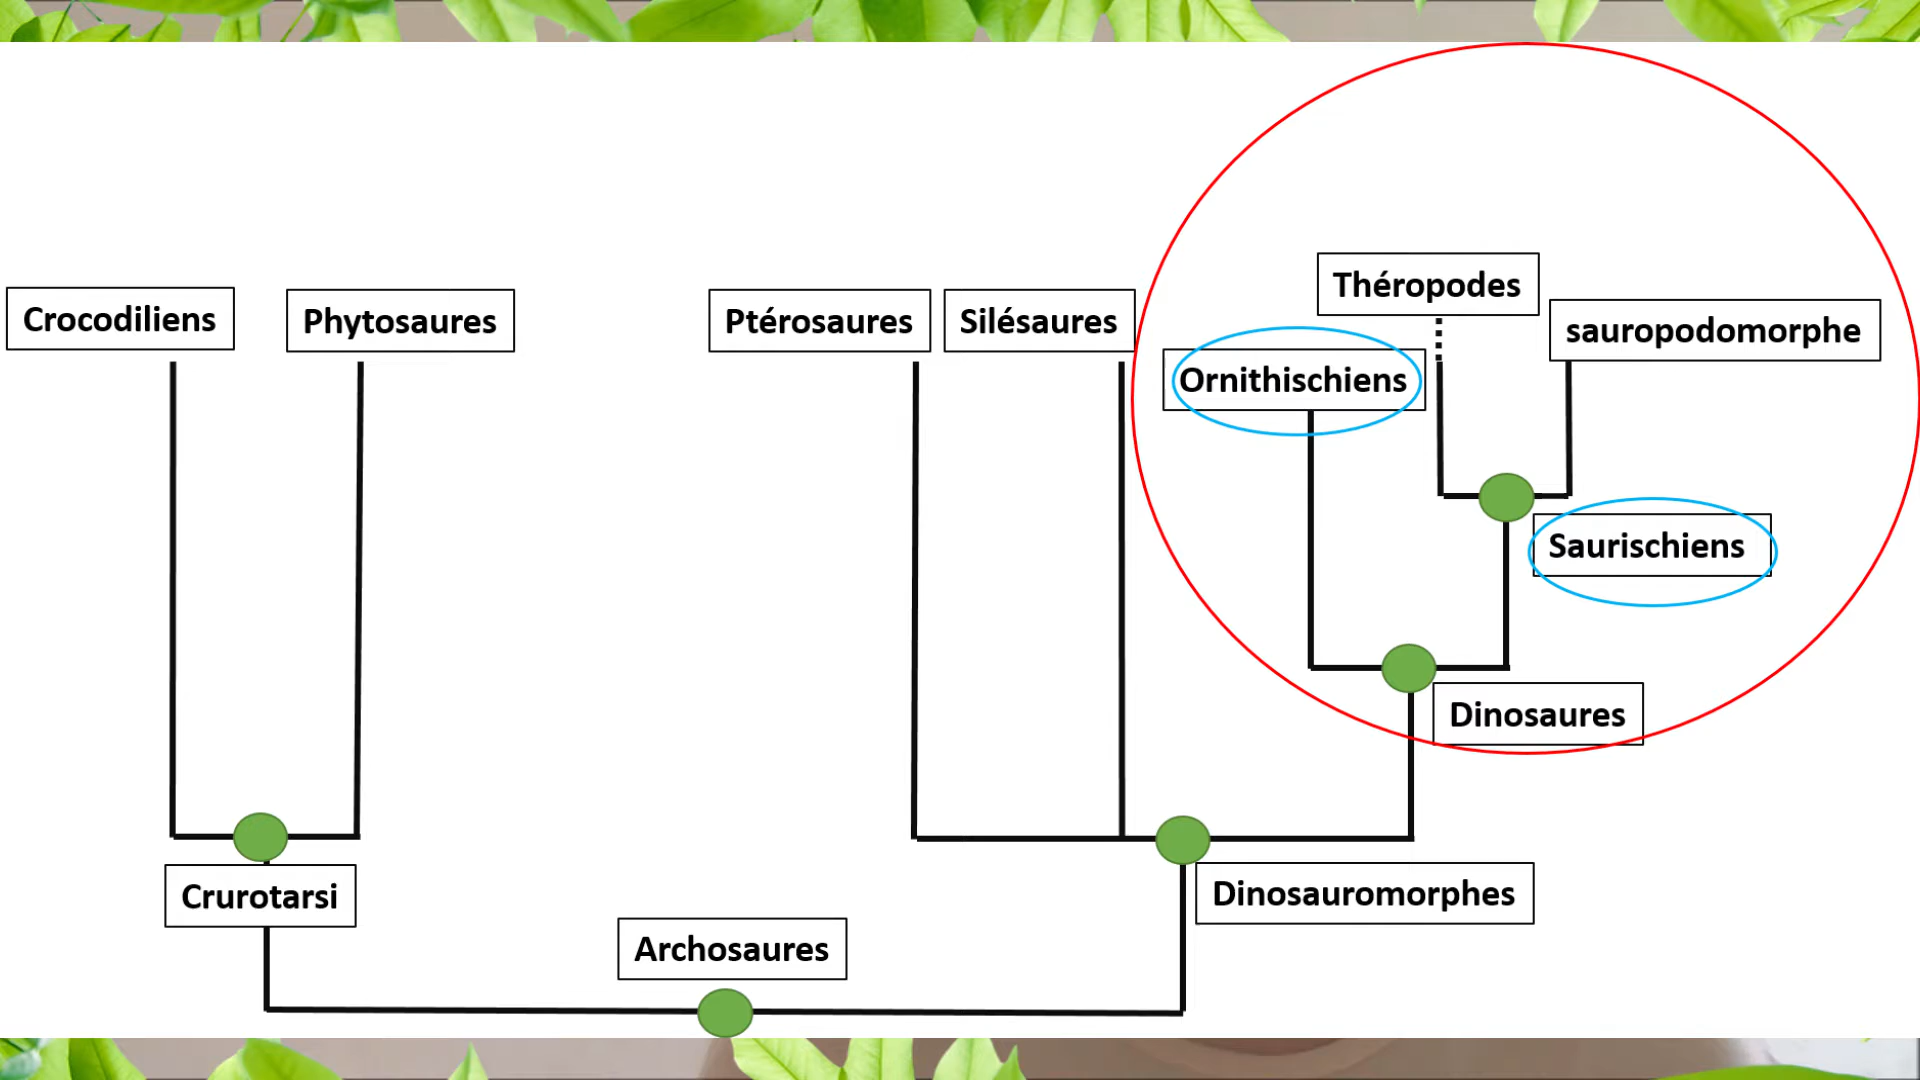 Théropodes
Crocodiliens
Phytosaures
Ptérosaures
Silésaures
sauropodomorphe
Ornithischiens
Saurischiens
Dinosaures
Crurotarsi
Dinosauromorphes
Archosaures